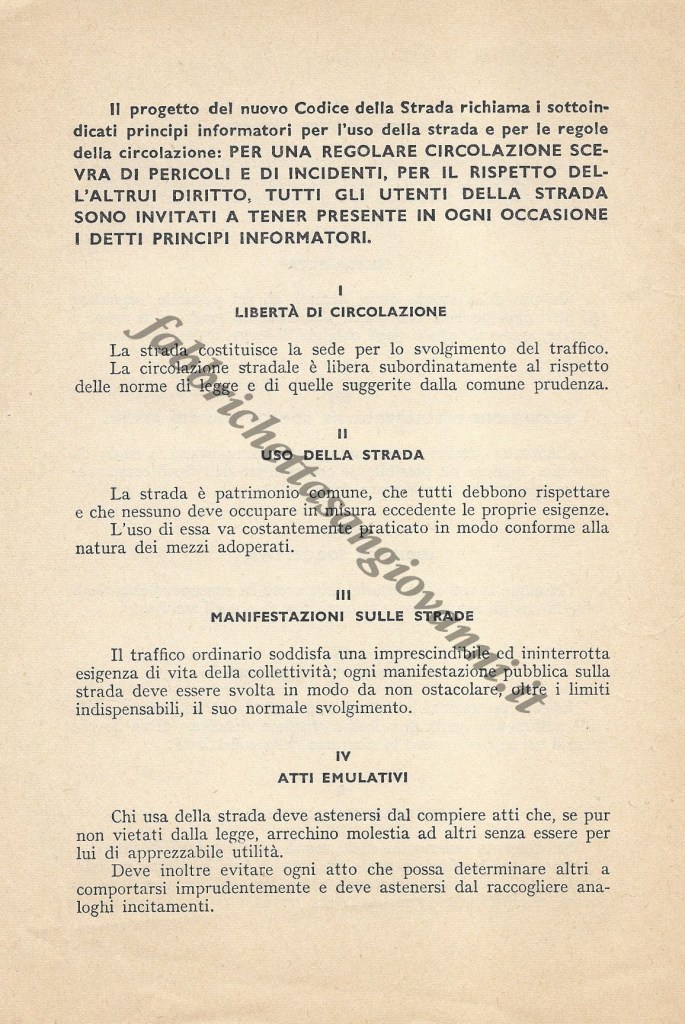 Il progetto del nuovo Codice della Strada richiama i sottoin-
dicati principi informatori per l'uso della strada e per le regole
della circolazione: PER UNA REGOLARE CIRCOLAZIONE SCE-
VRA DI PERICOLI E DI INCIDENTI, PER IL RISPETTO DEL-
L'ALTRUI DIRITTO, TUTTI GLI UTENTI DELLA STRADA
SONO INVITATI A TENER PRESENTE IN OGNI OCCASIONE
I DETTI PRINCIPI INFORMATORI.
I
LIBERTÀ DI CIRCOLAZIONE
La strada costituisce la sede per lo svolgimento del traffico.
La circolazione stradale è libera subordinatamente al rispetto
delle norme di legge e di quelle suggerite dalla comune prudenza.
II
USO DELLA STRADA
La strada è patrimonio comune, che tutti debbono rispettare
e che nessuno deve occupare in misura eccedente le proprie esigenze.
L'uso di essa va costantemente praticato in modo conforme alla
natura dei mezzi adoperati.
III
MANIFESTAZIONI SULLE STRADE
Il traffico ordinario soddisfa una imprescindibile ed ininterrotta
esigenza di vita della collettività; ogni manifestazione pubblica sulla
strada deve essere svolta in modo da non ostacolare, oltre i limiti
indispensabili, il suo normale svolgimento.
IV
ATTI EMULATIVI
Chi usa della strada deve astenersi dal compiere atti che, se pur
non vietati dalla legge, arrechino molestia ad altri senza essere per
lui di apprezzabile utilità.
Deve inoltre evitare ogni atto che possa determinare altri a
comportarsi imprudentemente e deve astenersi dal raccogliere ana-
loghi incitamenti.
fabbrichettasangiovanni.it